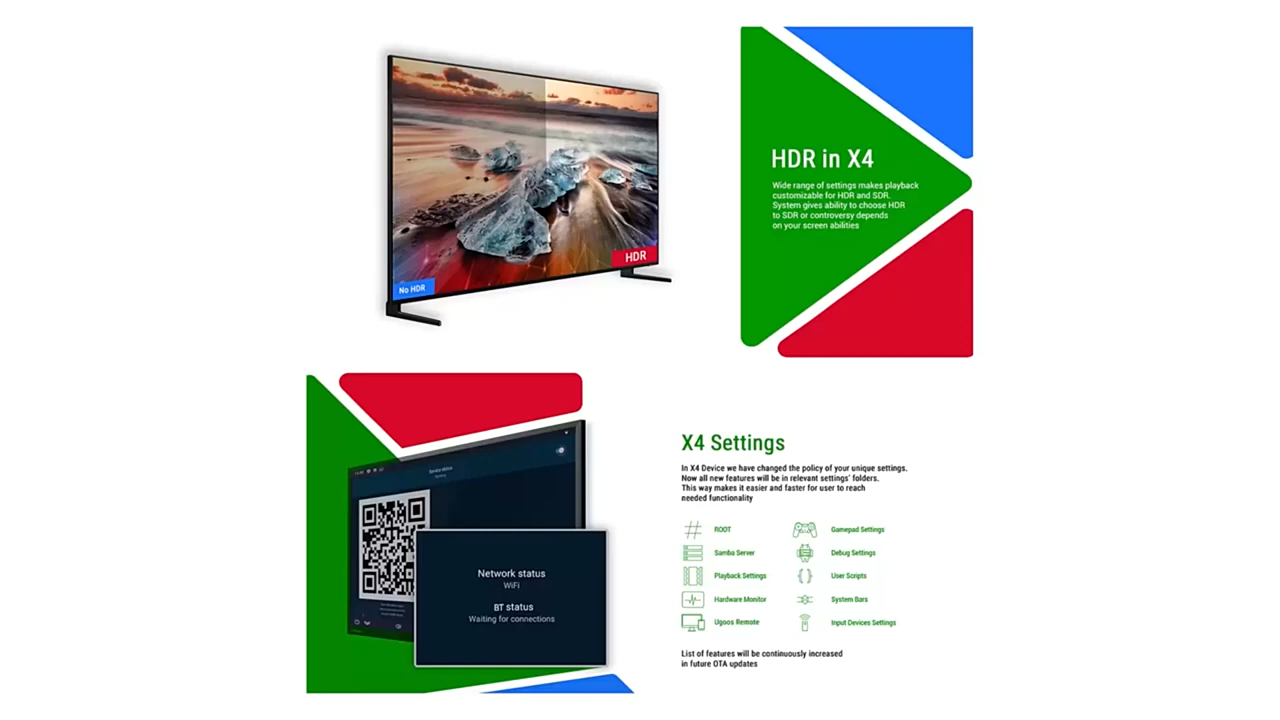 HDR in X4
Wide range of settings makes playback
customizable for HDR and SDR.
System gives ability to choose HDR
to SDR or controversy depends
on your screen abilities
HDR
No HDR
Network status
WiFi
BT status
Waiting for connections
X4 Settings
In X4 Device we have changed the policy of your unique settings.
Now all new features will be in relevant settings' folders.
This way makes it easier and faster for user to reach
needed functionality
ROOT
Gamepad Settings
Samba Server
Debug Settings
Playback Settings
User Scripts
Hardware Monitor
System Bars
Ugoos Remote
Input Devices Settings
List of features will be continuously increased
in future OTA updates